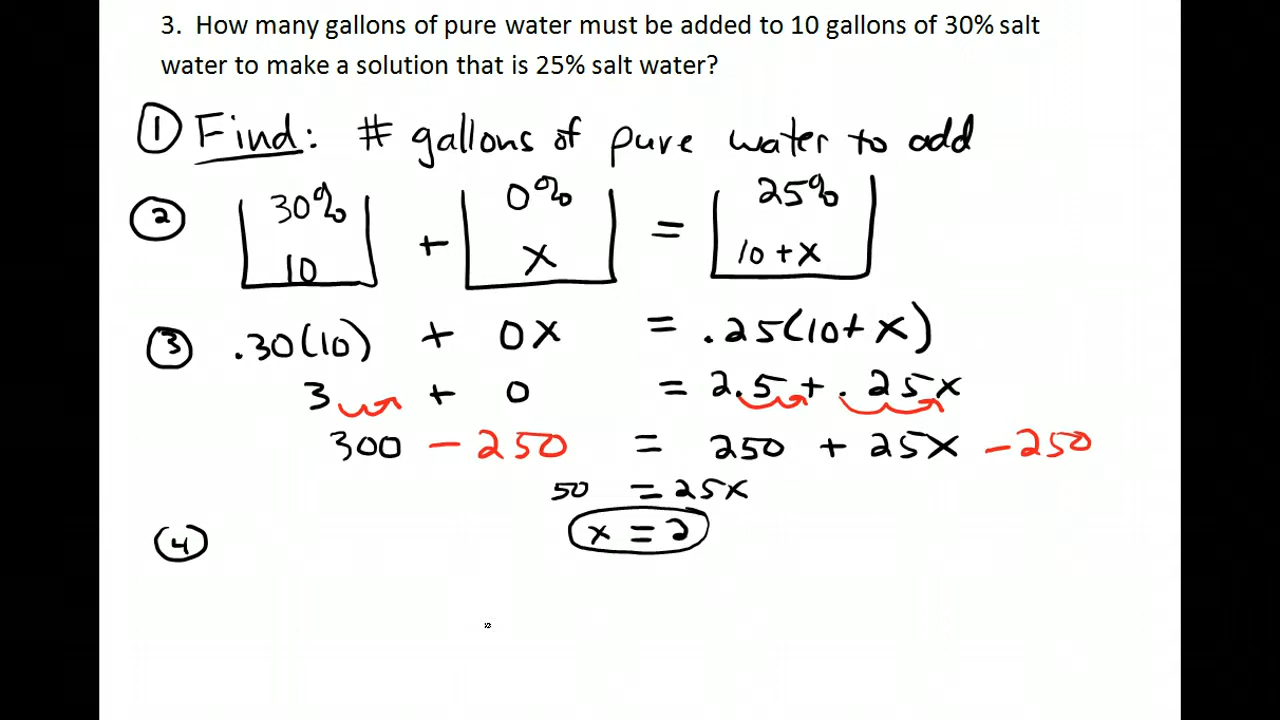 3. How many gallons of pure water must be added to 10 gallons of 30% salt
water to make a solution that is 25% salt water?
① Find: # gallons of pure water to add
② 30% 0% 25%
10 + x = 10 + x
③ .30(10) + 0x = .25(10+x)
3 + 0 = 2.5 + .25x
300 - 250 = 250 + 25x - 250
50 = 25x
x = 2
④